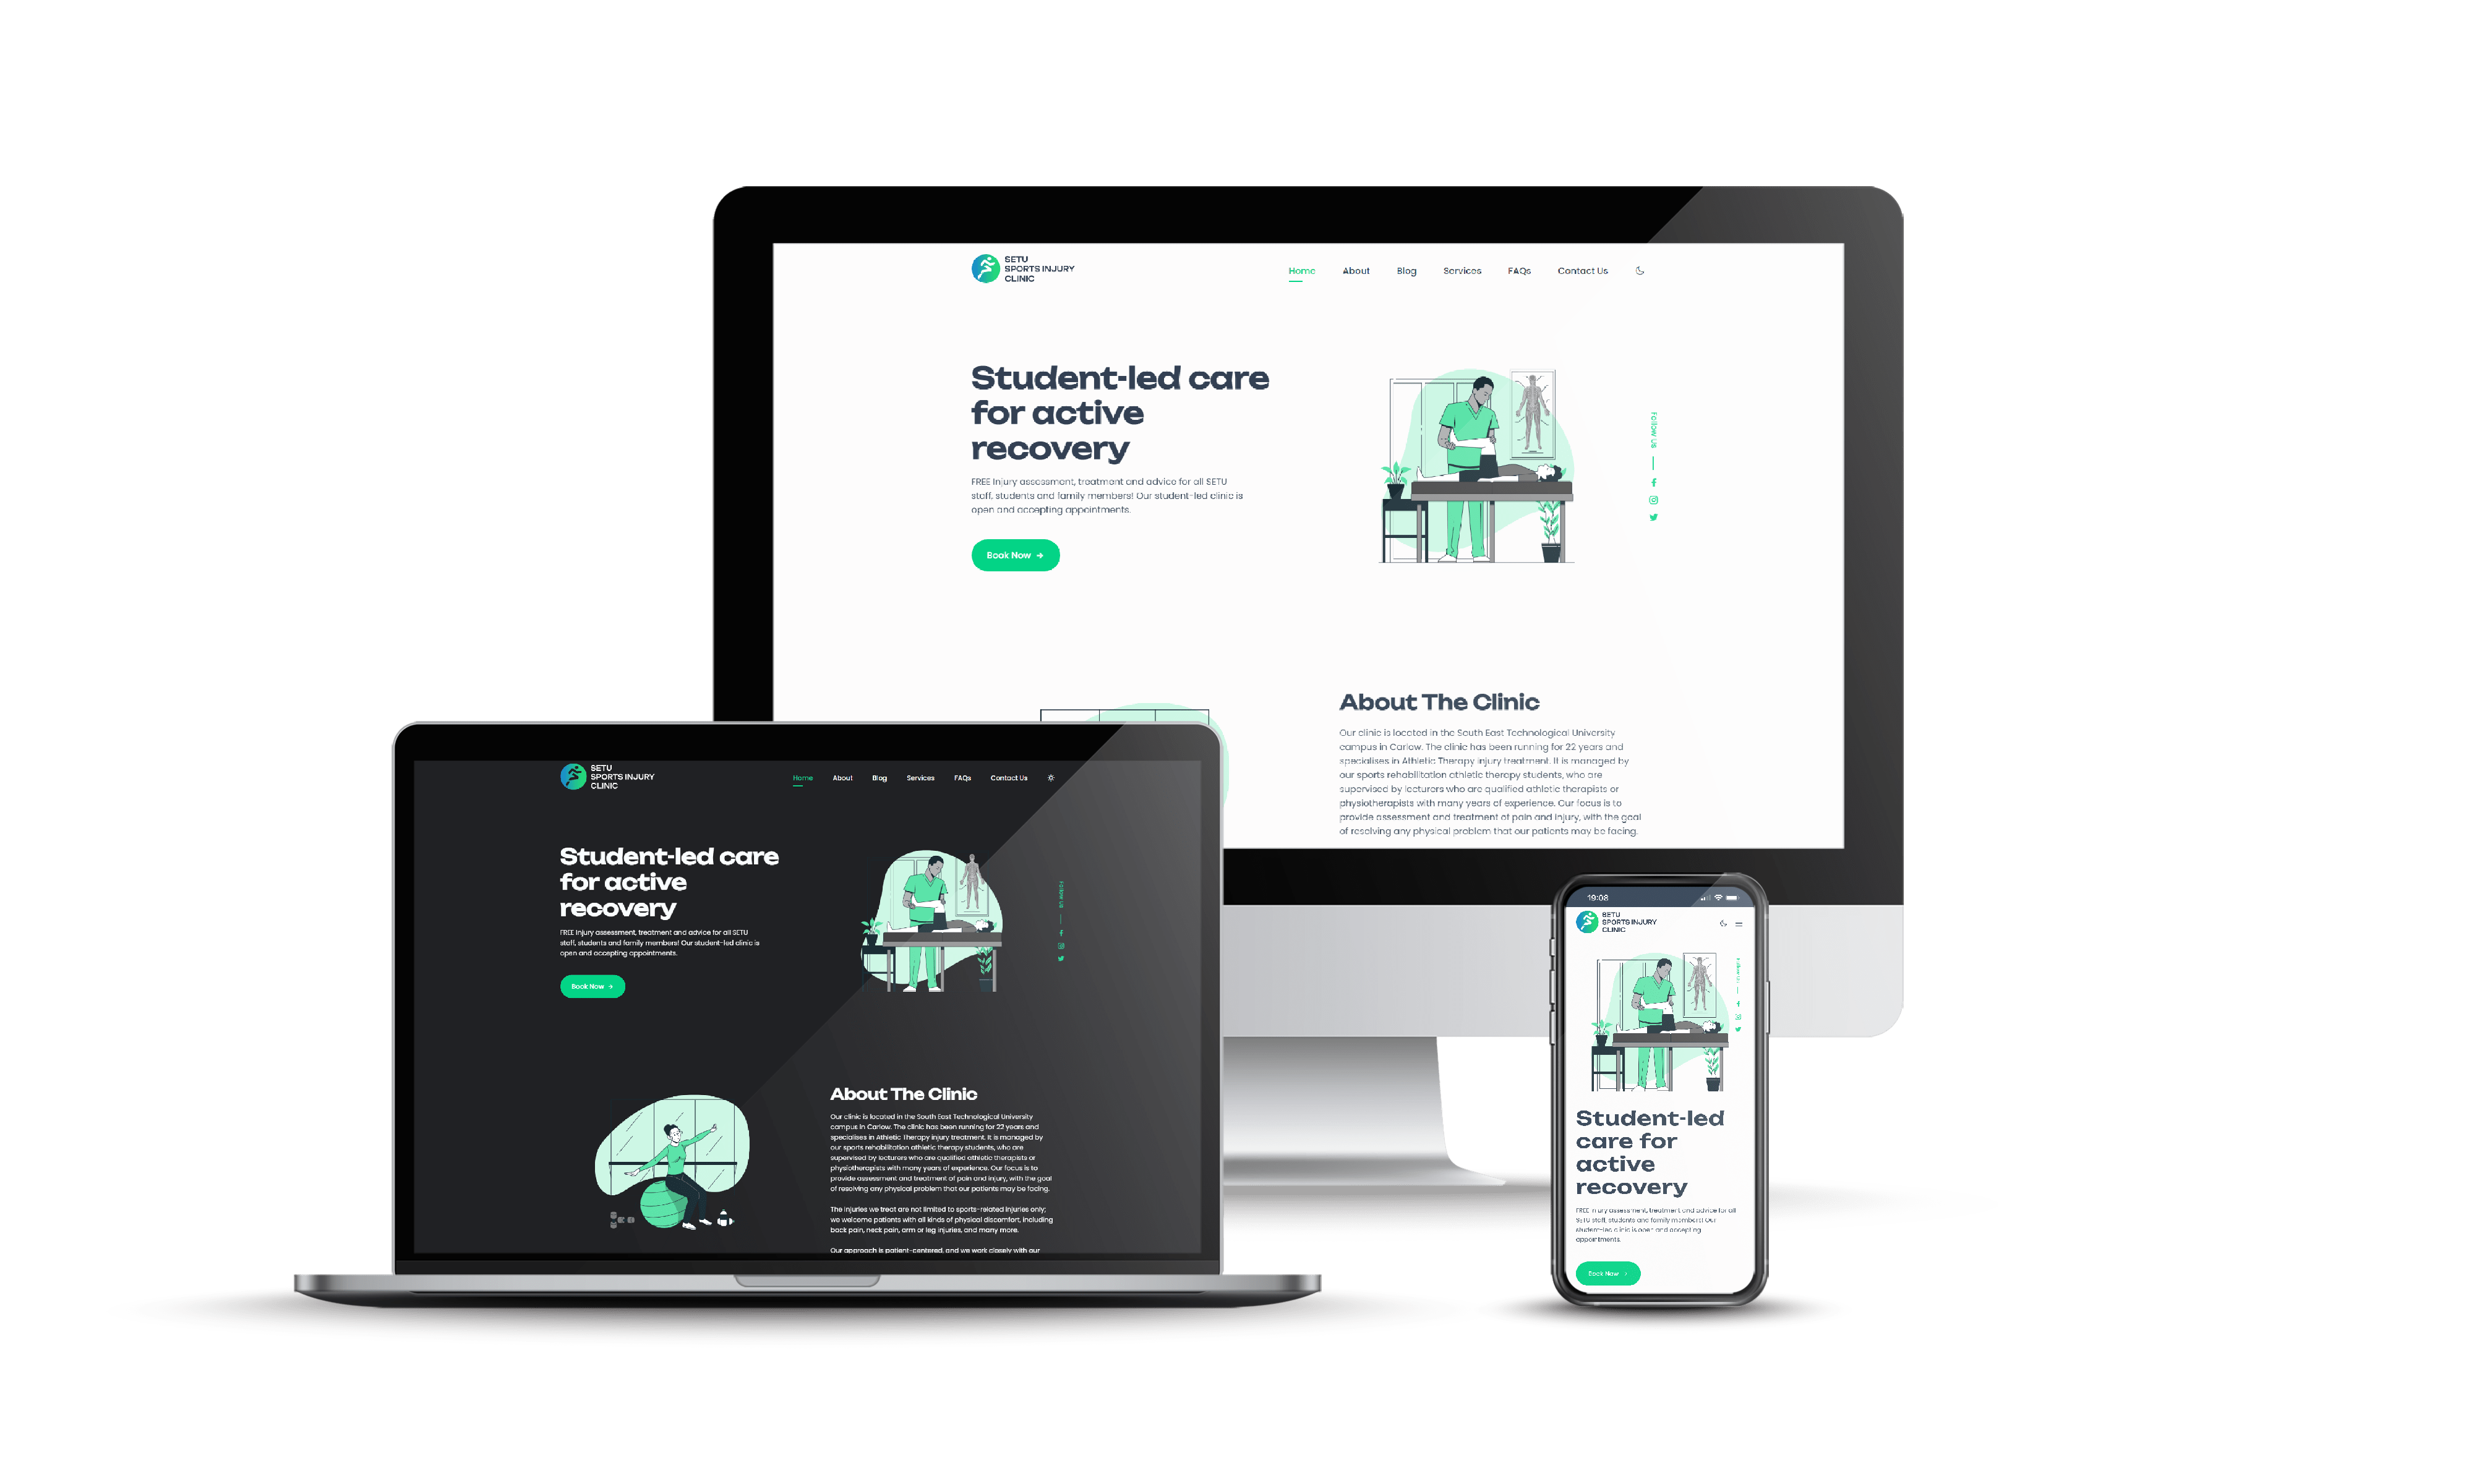 SETU
SPORTS INJURY
CLINIC
Home About Blog Services FAQs Contact Us
Student-led care
for active
recovery
FREE Injury assessment, treatment and advice for all SETU
staff, students and family members! Our student-led clinic is
open and accepting appointments.
Book Now →
Follow Us
About The Clinic
Our clinic is located in the South East Technological University
campus in Carlow. The clinic has been running for 22 years and
specialises in Athletic Therapy injury treatment. It is managed by
our sports rehabilitation athletic therapy students, who are
supervised by lecturers who are qualified athletic therapists or
physiotherapists with many years of experience. Our focus is to
provide assessment and treatment of pain and injury, with the goal
of resolving any physical problem that our patients may be facing.
SETU
SPORTS INJURY
CLINIC
Home About Blog Services FAQs Contact Us
Student-led care
for active
recovery
FREE Injury assessment, treatment and advice for all SETU
staff, students and family members! Our student-led clinic is
open and accepting appointments.
Book Now →
Follow Us
About The Clinic
Our clinic is located in the South East Technological University
campus in Carlow. The clinic has been running for 22 years and
specialises in Athletic Therapy injury treatment. It is managed by
our sports rehabilitation athletic therapy students, who are
supervised by lecturers who are qualified athletic therapists or
physiotherapists with many years of experience. Our focus is to
provide assessment and treatment of pain and injury, with the goal
of resolving any physical problem that our patients may be facing.
The injuries we treat are not limited to sports-related injuries only;
we welcome patients with all kinds of physical discomfort, including
back pain, neck pain, arm or leg injuries, and many more.
Our approach is patient-centered, and we work closely with our
19:08
SETU
SPORTS INJURY
CLINIC
Student-led
care for
active
recovery
FREE Injury assessment, treatment and advice for all
SETU staff, students and family members! Our
student-led clinic is open and accepting
appointments.
Book Now